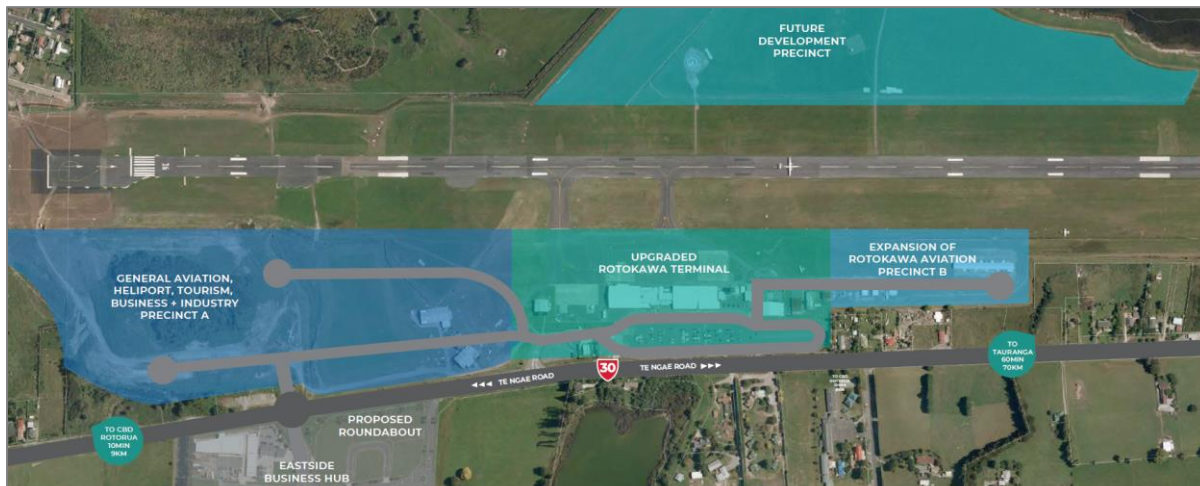 FUTURE
DEVELOPMENT
PRECINCT
GENERAL AVIATION,
HELIPORT, TOURISM,
BUSINESS + INDUSTRY
PRECINCT A
UPGRADED
ROTOKAWA TERMINAL
EXPANSION OF
ROTOKAWA AVIATION
PRECINCT B
TE NGAE ROAD
30
TE NGAE ROAD
TO
TAURANGA
60MIN
70KM
TO CBD
ROTORUA
10MIN
9KM
PROPOSED
ROUNDABOUT
EASTSIDE
BUSINESS HUB